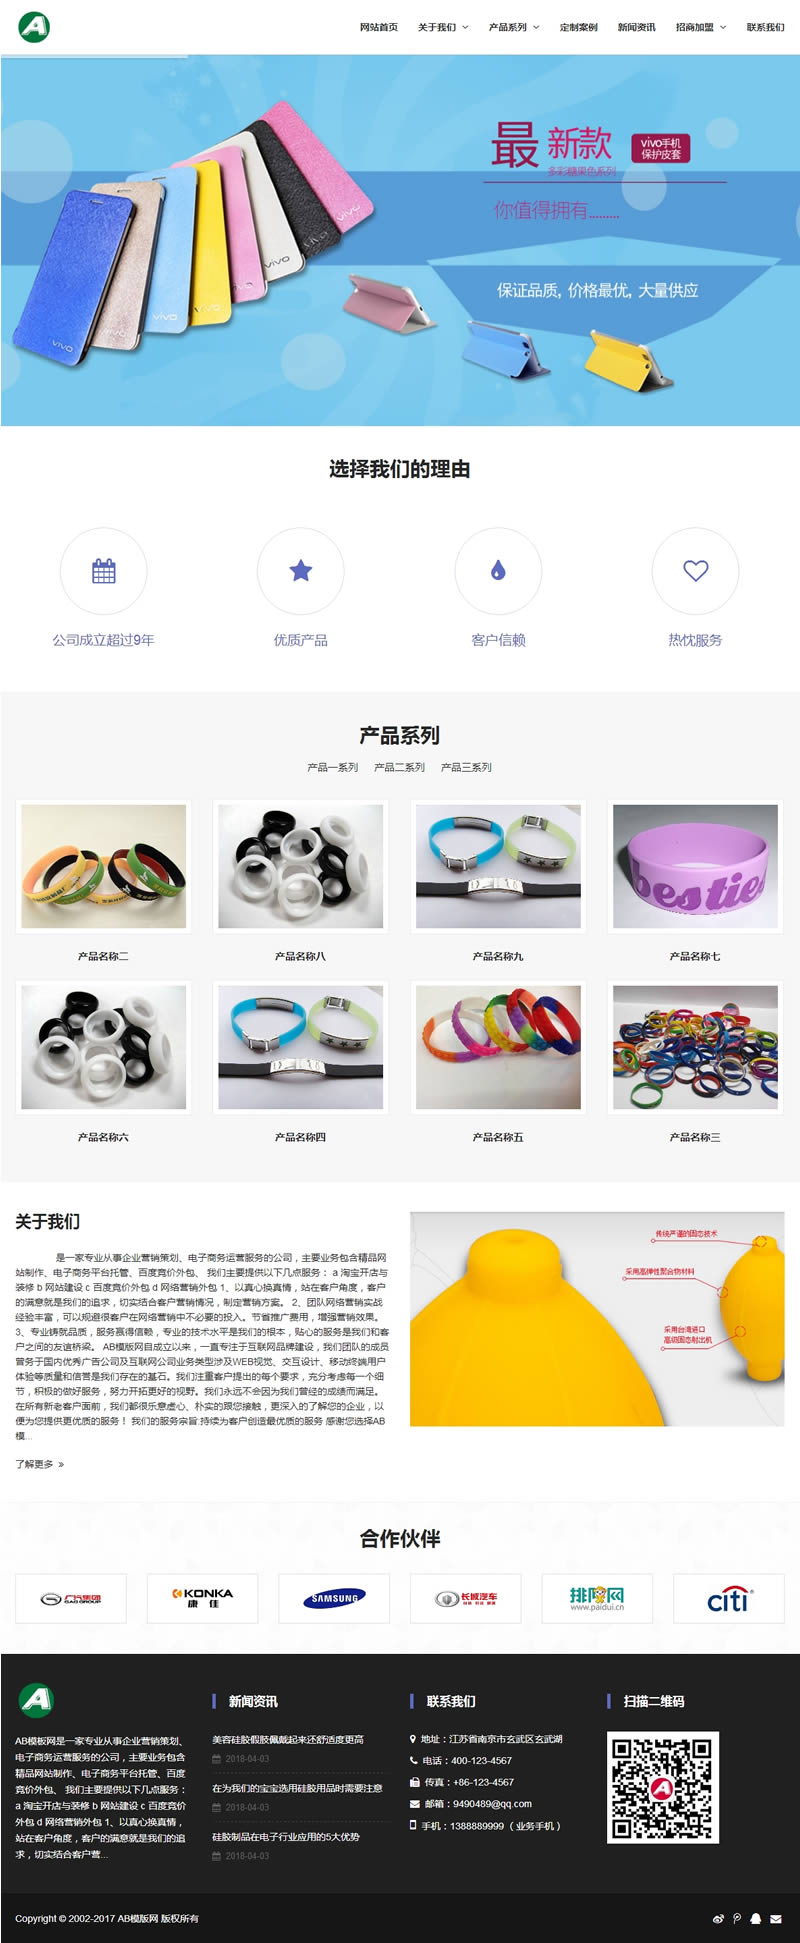 网站首页 关于我们 产品系列 定制案例 新闻资讯 招商加盟 联系我们
最新款 vivo手机
保护皮套
多彩糖果色系列
你值得拥有.........
保证品质, 价格最优, 大量供应
vivo
vivo
vivo
vivo
vivo
vivo
vivo
vivo
选择我们的理由
公司成立超过9年 优质产品 客户信赖 热忱服务
产品系列
产品一系列 产品二系列 产品三系列
besties
产品名称二 产品名称八 产品名称九 产品名称七
产品名称六 产品名称四 产品名称五 产品名称三
关于我们
是一家专业从事企业营销策划、电子商务运营服务的公司，主要业务包含精品网
站制作、电子商务平台托管、百度竞价外包、 我们主要提供以下几点服务： a 淘宝开店与
装修 b 网站建设 c 百度竞价外包 d 网络营销外包 1、以真心换真情，站在客户角度，客户
的满意就是我们的追求，切实结合客户营销情况，制定营销方案。 2、团队网络营销实战
经验丰富，可以规避很客户在网络营销中不必要的投入。节省推广费用，增强营销效果。
3、专业铸就品质，服务赢得信赖，专业的技术水平是我们的根本，贴心的服务是我们和客
户之间的友谊桥梁。 AB模版网自成立以来，一直专注于互联网品牌建设，我们团队的成员
曾务于国内优秀广告公司及互联网公司业务类型涉及WEB视觉、交互设计、移动终端用户
体验等质量和信誉是我们存在的基石。我们注重客户提出的每个要求，充分考虑每一个细
节，积极的做好服务，努力开拓更好的视野。我们永远不会因为我们曾经的成绩而满足。
在所有新老客户面前，我们都很乐意虚心、朴实的跟您接触，更深入的了解您的企业，以
便为您提供更优质的服务！ 我们的服务宗旨:持续为客户创造最优质的服务 感谢您选择AB
模...
了解更多 »
传统严谨的固态技术
采用高弹性聚合物材料
采用台湾进口
高级固态射出机
合作伙伴
广汽集团
GAC GROUP
KONKA
康佳
SAMSUNG
长城汽车
排队网
www.paidui.cn
citi
A
AB模板网是一家专业从事企业营销策划、
电子商务运营服务的公司，主要业务包含
精品网站制作、电子商务平台托管、百度
竞价外包、 我们主要提供以下几点服务：
a 淘宝开店与装修 b 网站建设 c 百度竞价
外包 d 网络营销外包 1、以真心换真情，
站在客户角度，客户的满意就是我们的追
求，切实结合客户营...
新闻资讯
美容硅胶假肢佩戴起来还舒适度更高
2018-04-03
在为我们的宝宝选用硅胶用品时需要注意
2018-04-03
硅胶制品在电子行业应用的5大优势
2018-04-03
联系我们
地址：江苏省南京市玄武区玄武湖
电话：400-123-4567
传真：+86-123-4567
邮箱：9490489@qq.com
手机：1388889999（业务手机）
扫描二维码
Copyright © 2002-2017 AB模版网 版权所有